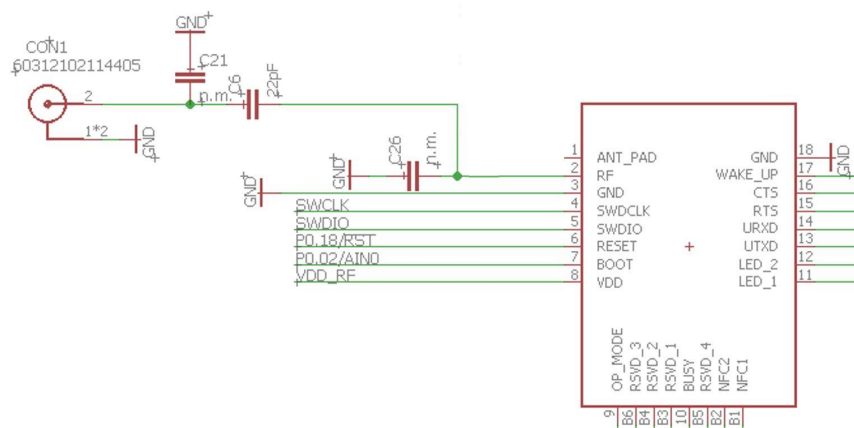 GND
CON1
60312102114405
C21
n.m.
C6
22pF
2
1*2
GND
C26
n.m.
GND
GND
SWCLK
SWDIO
P0.18/RST
P0.02/AIN0
VDD_RF
1 ANT_PAD
2 RF
3 GND
4 SWDCLK
5 SWDIO
6 RESET
7 BOOT
8 VDD
GND 18 GND
WAKE_UP 17
CTS 16
RTS 15
URXD 14
UTXD 13
LED_2 12
LED_1 11
OP_MODE 9
RSVD_3 B6
RSVD_2 B4
RSVD_1 B3
BUSY 10
RSVD_4 B5
NFC2 B2
NFC1 B1